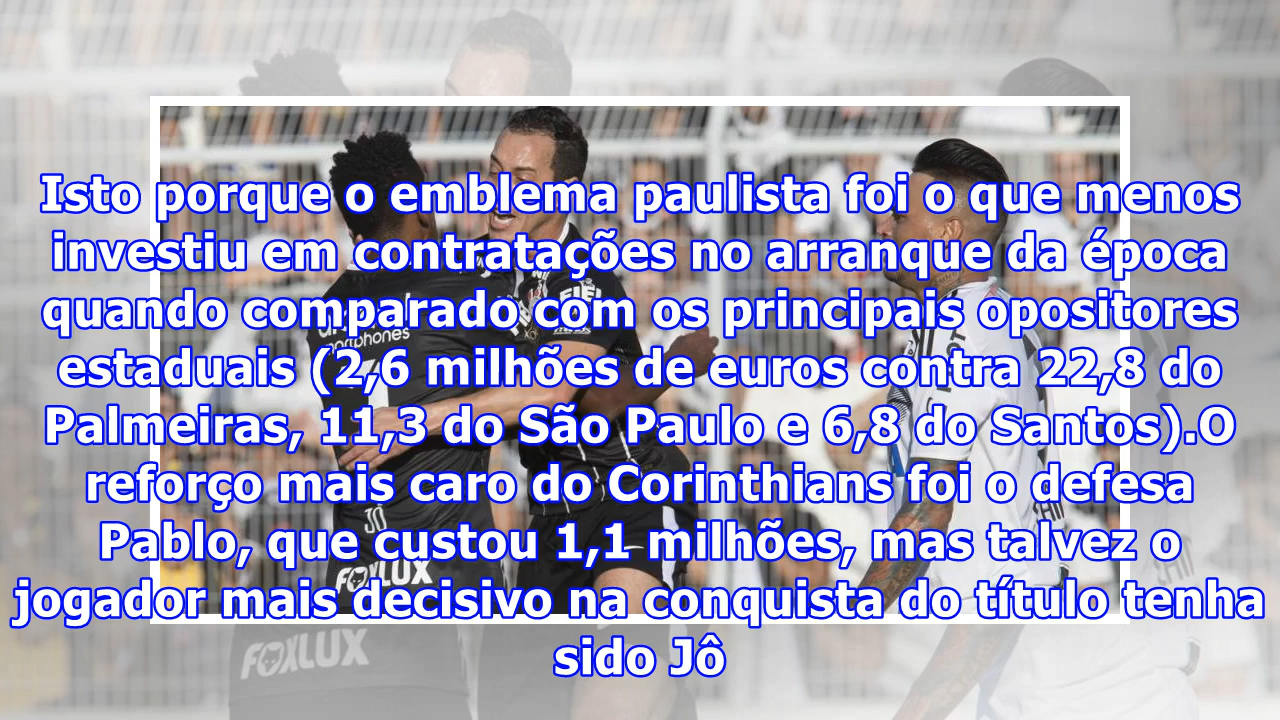 Isto porque o emblema paulista foi o que menos
investiu em contratações no arranque da época
quando comparado com os principais opositores
estaduais (2,6 milhões de euros contra 22,8 do
Palmeiras, 11,3 do São Paulo e 6,8 do Santos).O
reforço mais caro do Corinthians foi o defesa
Pablo, que custou 1,1 milhões, mas talvez o
jogador mais decisivo na conquista do título tenha
sido Jô
JÔ
FOXLUX
FOXLUX